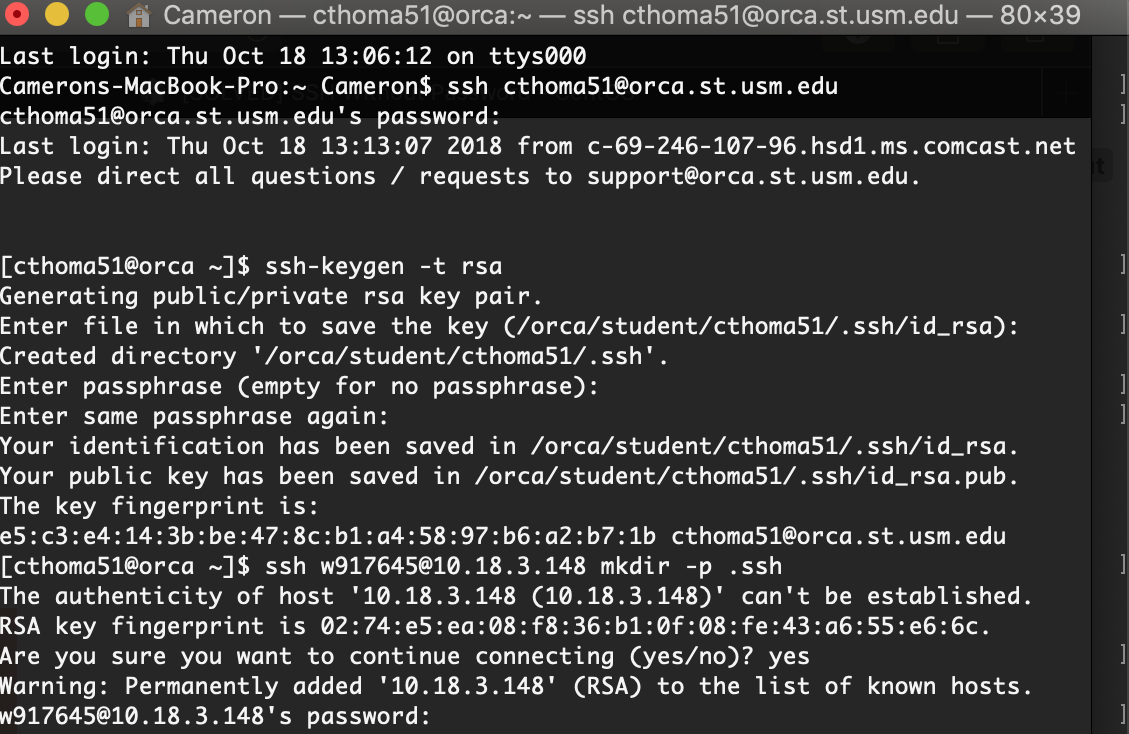 Cameron — cthoma51@orca:~ — ssh cthoma51@orca.st.usm.edu — 80×39
Last login: Thu Oct 18 13:06:12 on ttys000
Camerons-MacBook-Pro:~ Cameron$ ssh cthoma51@orca.st.usm.edu ]
cthoma51@orca.st.usm.edu's password: ]
Last login: Thu Oct 18 13:13:07 2018 from c-69-246-107-96.hsd1.ms.comcast.net
Please direct all questions / requests to support@orca.st.usm.edu.
[cthoma51@orca ~]$ ssh-keygen -t rsa ]
Generating public/private rsa key pair.
Enter file in which to save the key (/orca/student/cthoma51/.ssh/id_rsa): ]
Created directory '/orca/student/cthoma51/.ssh'.
Enter passphrase (empty for no passphrase): ]
Enter same passphrase again: ]
Your identification has been saved in /orca/student/cthoma51/.ssh/id_rsa.
Your public key has been saved in /orca/student/cthoma51/.ssh/id_rsa.pub.
The key fingerprint is:
e5:c3:e4:14:3b:be:47:8c:b1:a4:58:97:b6:a2:b7:1b cthoma51@orca.st.usm.edu
[cthoma51@orca ~]$ ssh w917645@10.18.3.148 mkdir -p .ssh ]
The authenticity of host '10.18.3.148 (10.18.3.148)' can't be established.
RSA key fingerprint is 02:74:e5:ea:08:f8:36:b1:0f:08:fe:43:a6:55:e6:6c.
Are you sure you want to continue connecting (yes/no)? yes ]
Warning: Permanently added '10.18.3.148' (RSA) to the list of known hosts.
w917645@10.18.3.148's password: ]